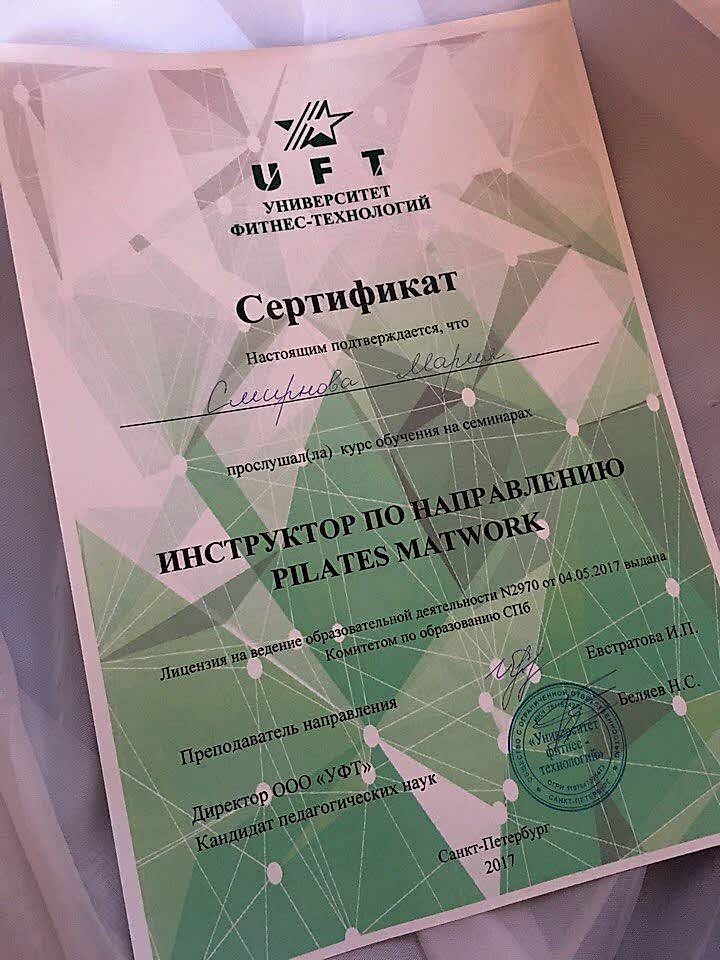 UFT
УНИВЕРСИТЕТ
ФИТНЕС-ТЕХНОЛОГИЙ
Сертификат
Настоящим подтверждается, что
Смирнова Мария
прослушал(ла) курс обучения на семинарах
ИНСТРУКТОР ПО НАПРАВЛЕНИЮ
PILATES MATWORK
Лицензия на ведение образовательной деятельности N2970 от 04.05.2017 выдана
Комитетом по образованию СПб
Преподаватель направления Евстратова И.П.
Директор ООО «УФТ» Беляев Н.С.
Кандидат педагогических наук
«Университет
фитнес-
технологий»
САНКТ-ПЕТЕРБУРГ
Санкт-Петербург
2017